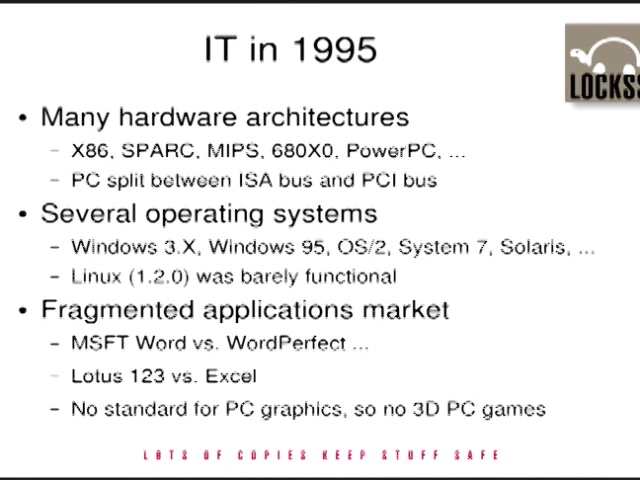 IT in 1995
LOCKSS
• Many hardware architectures
– X86, SPARC, MIPS, 680X0, PowerPC, ...
– PC split between ISA bus and PCI bus
• Several operating systems
– Windows 3.X, Windows 95, OS/2, System 7, Solaris, ...
– Linux (1.2.0) was barely functional
• Fragmented applications market
– MSFT Word vs. WordPerfect ...
– Lotus 123 vs. Excel
– No standard for PC graphics, so no 3D PC games
LOTS OF COPIES KEEP STUFF SAFE